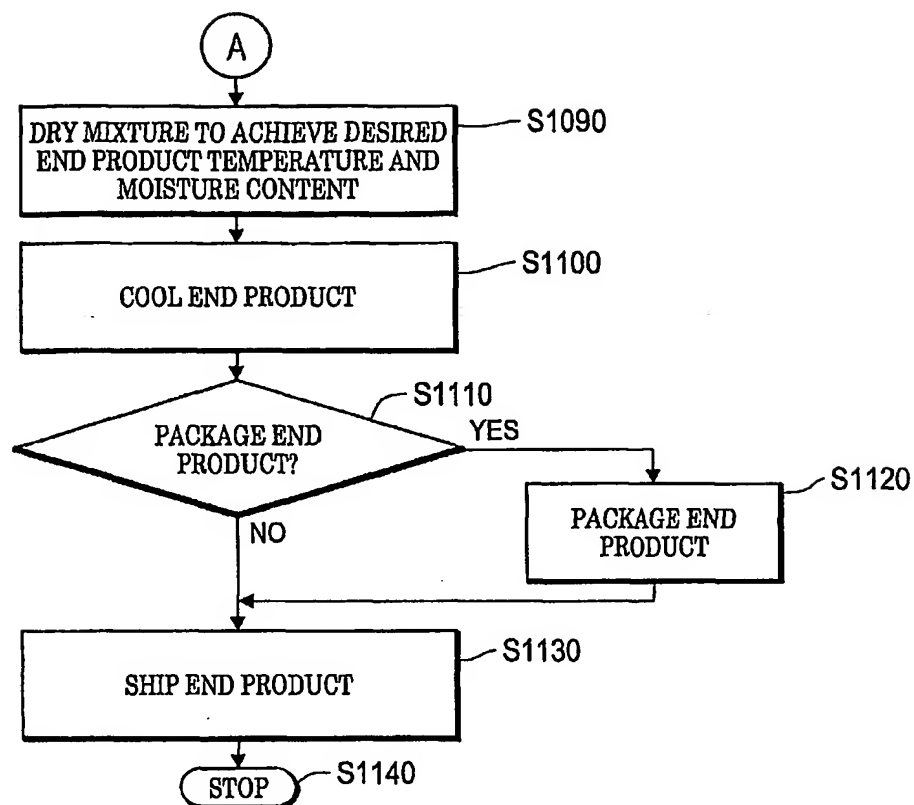 A
DRY MIXTURE TO ACHIEVE DESIRED
END PRODUCT TEMPERATURE AND
MOISTURE CONTENT
S1090
COOL END PRODUCT
S1100
PACKAGE END
PRODUCT?
S1110
YES
NO
PACKAGE END
PRODUCT
S1120
SHIP END PRODUCT
S1130
STOP
S1140